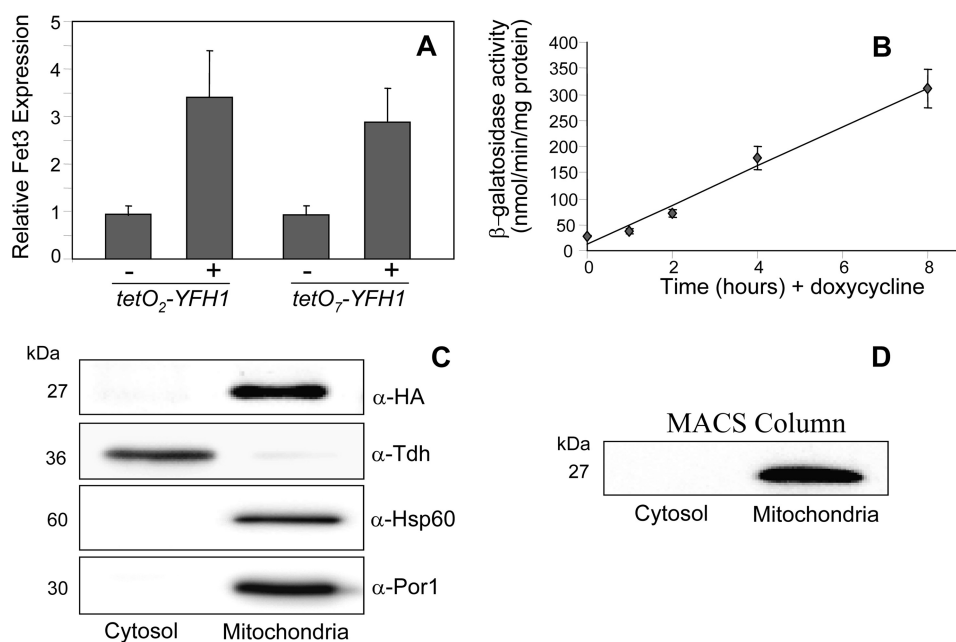 A
Relative Fet3 Expression
5
4
3
2
1
0
- + - +
tetO₂-YFH1 tetO₇-YFH1
B
β-galatosidase activity
(nmol/min/mg protein)
400
350
300
250
200
150
100
50
0
0 2 4 6 8
Time (hours) + doxycycline
C
kDa
27 α-HA
36 α-Tdh
60 α-Hsp60
30 α-Por1
Cytosol Mitochondria
D
MACS Column
kDa
27
Cytosol Mitochondria